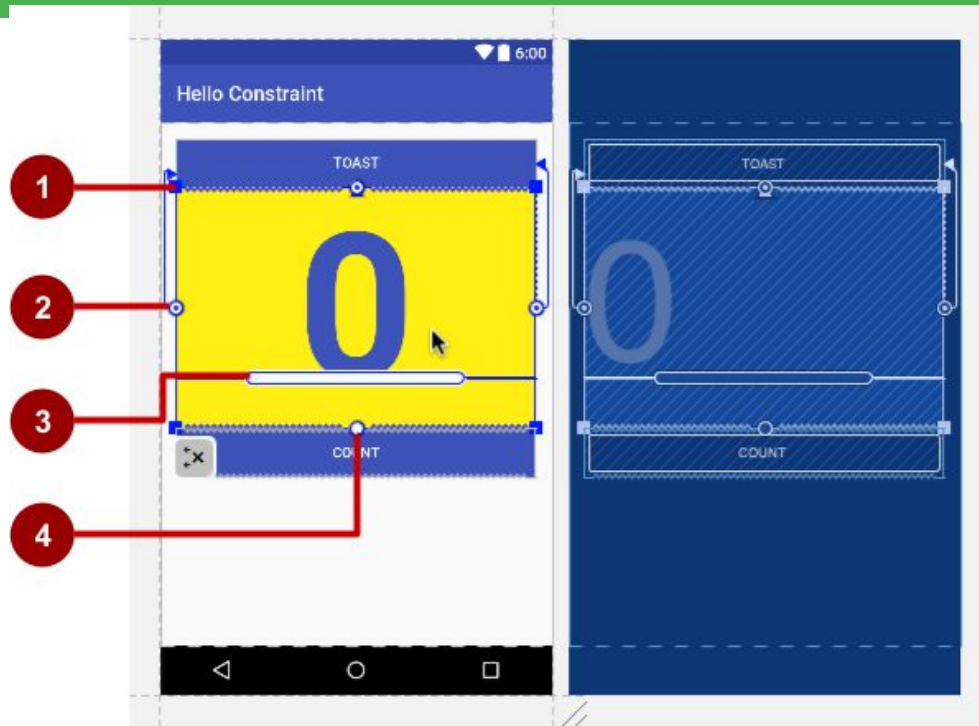 6:00
Hello Constraint
TOAST
TOAST
1
0
0
2
3
COUNT
COUNT
4